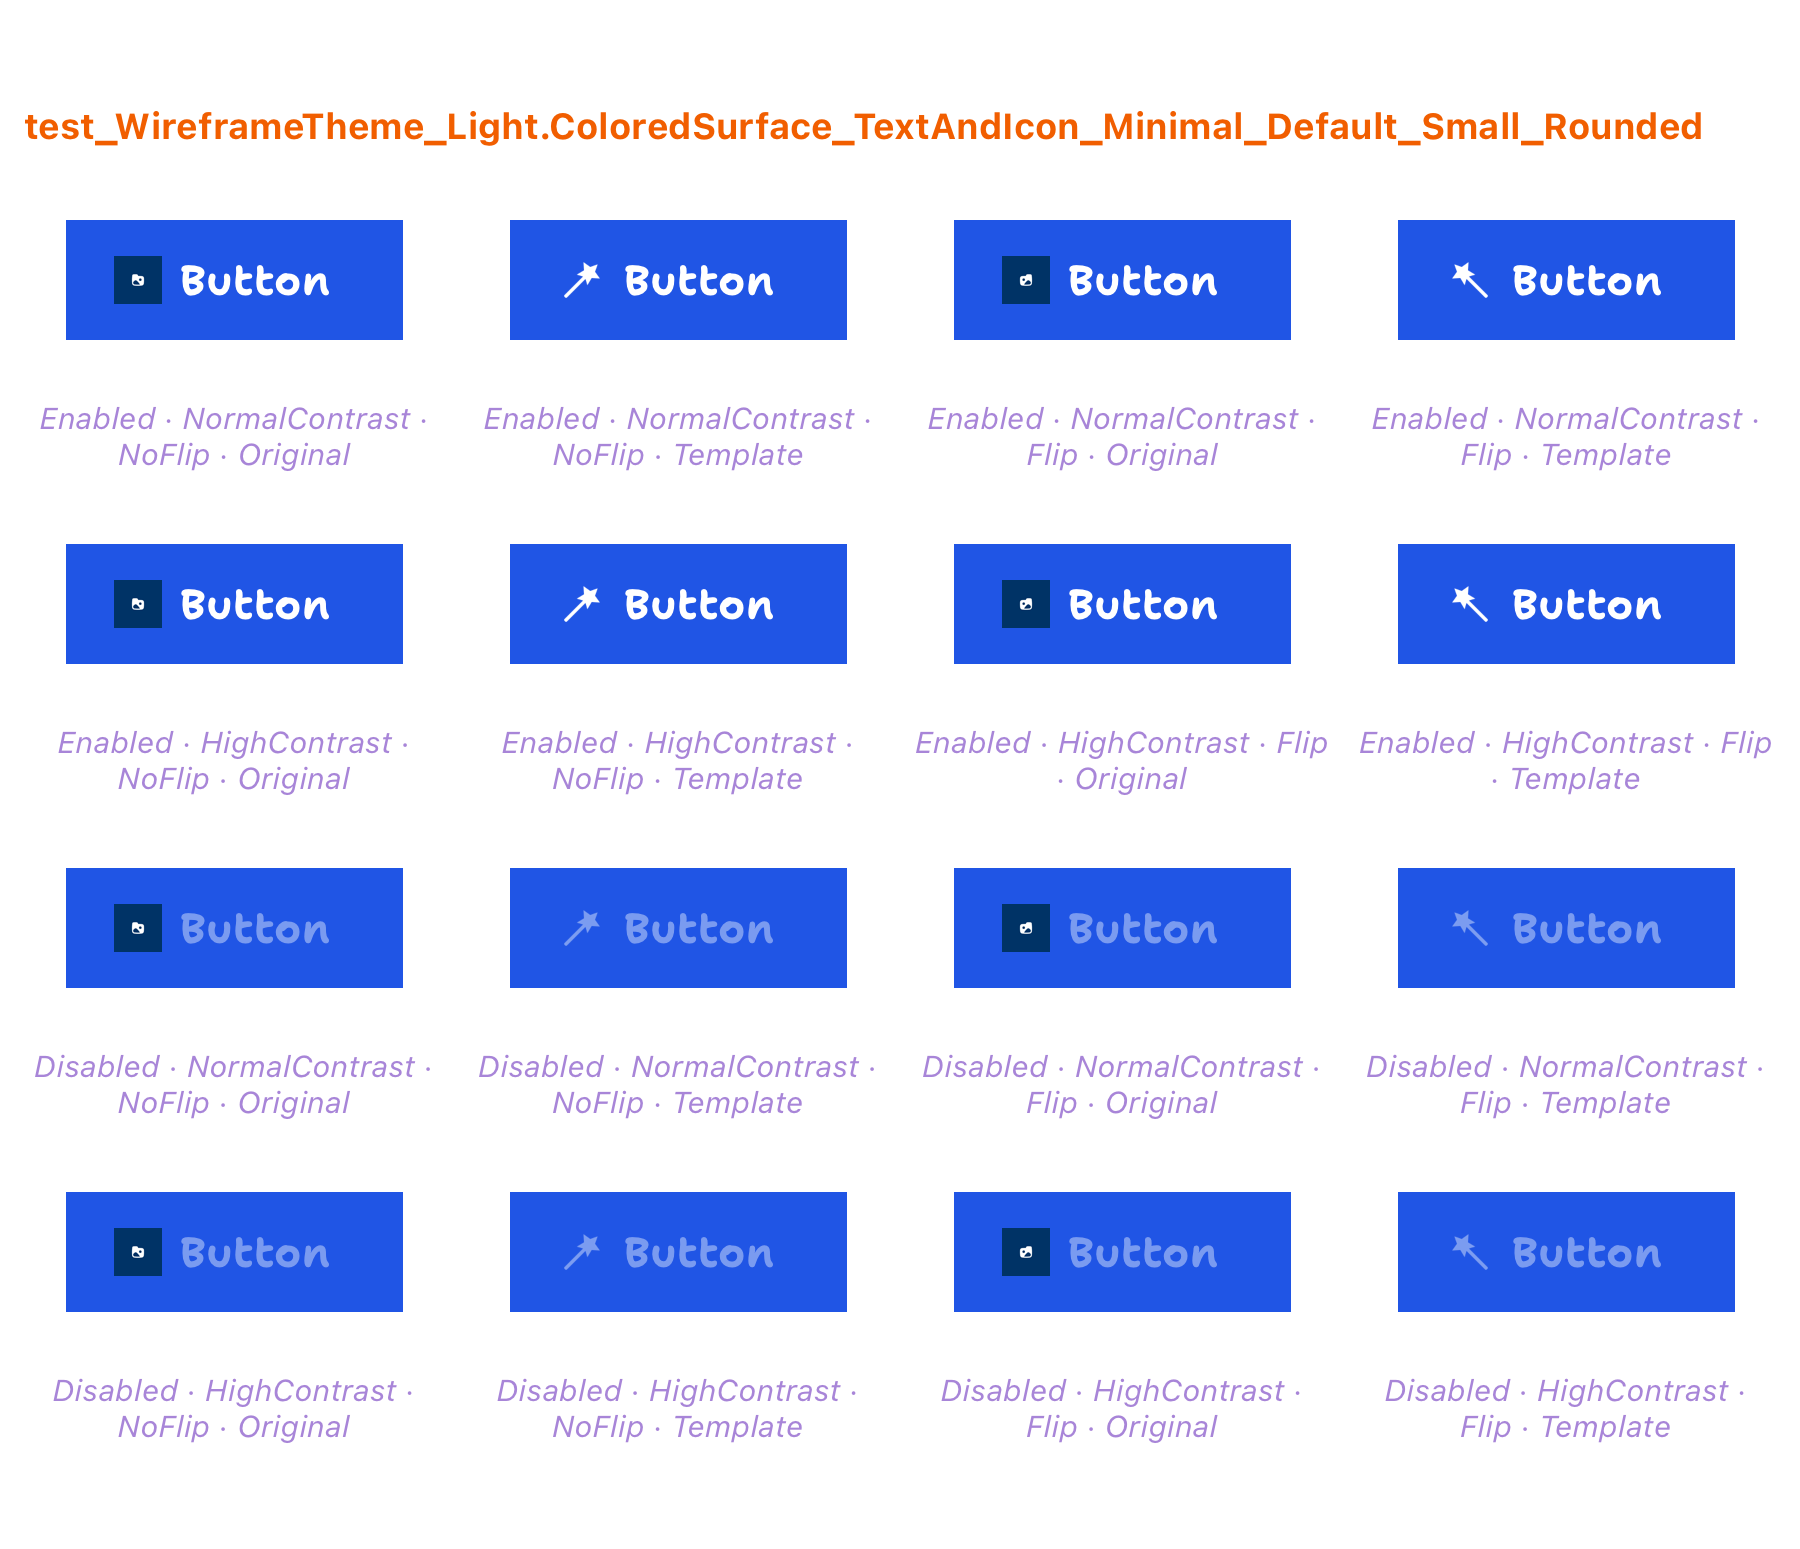 test_WireframeTheme_Light.ColoredSurface_TextAndIcon_Minimal_Default_Small_Rounded
Button Button Button Button
Enabled · NormalContrast · Enabled · NormalContrast · Enabled · NormalContrast · Enabled · NormalContrast ·
NoFlip · Original NoFlip · Template Flip · Original Flip · Template
Button Button Button Button
Enabled · HighContrast · Enabled · HighContrast · Enabled · HighContrast · Flip Enabled · HighContrast · Flip
NoFlip · Original NoFlip · Template · Original · Template
Button Button Button Button
Disabled · NormalContrast · Disabled · NormalContrast · Disabled · NormalContrast · Disabled · NormalContrast ·
NoFlip · Original NoFlip · Template Flip · Original Flip · Template
Button Button Button Button
Disabled · HighContrast · Disabled · HighContrast · Disabled · HighContrast · Disabled · HighContrast ·
NoFlip · Original NoFlip · Template Flip · Original Flip · Template